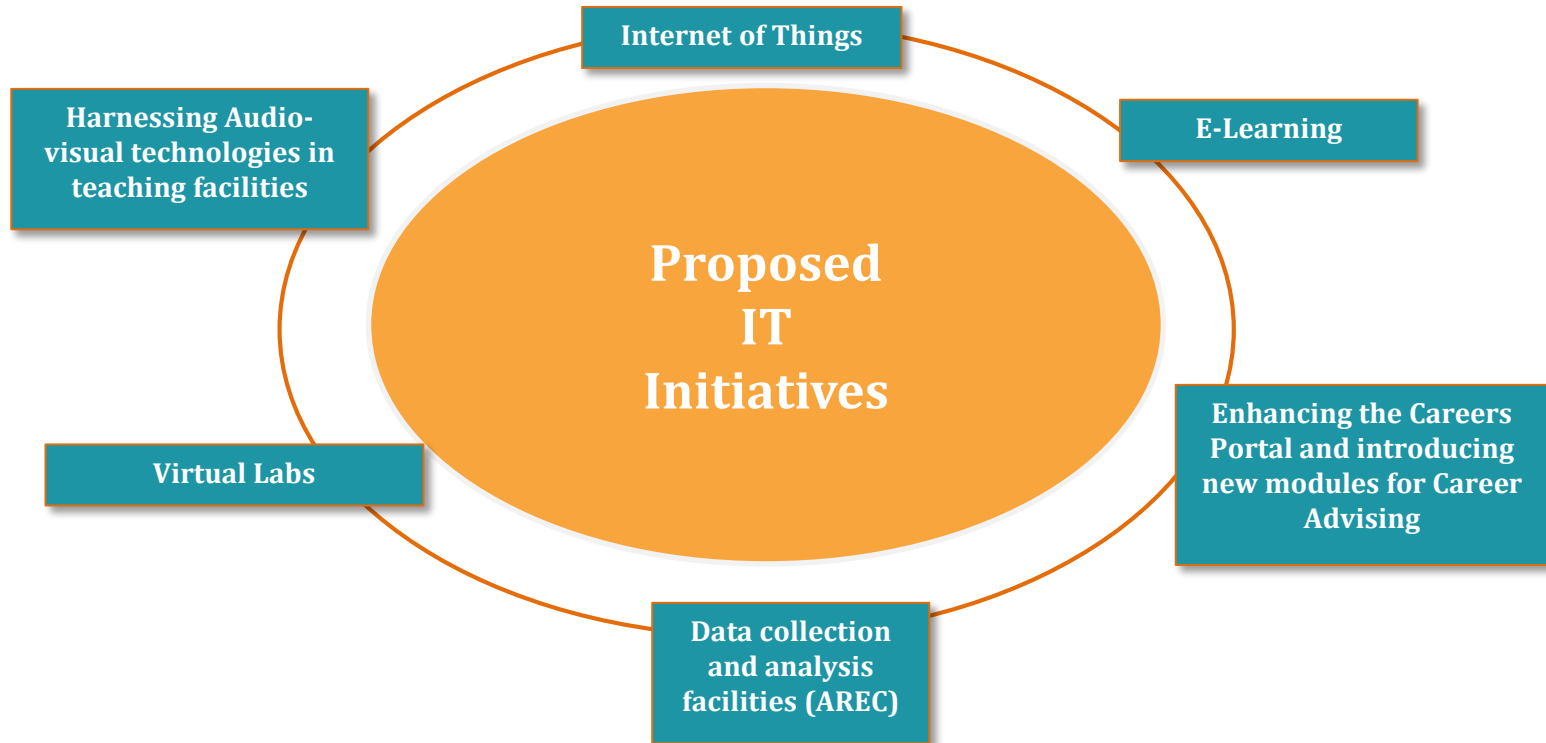 Internet of Things
Harnessing Audio-
visual technologies in
teaching facilities
E-Learning
Proposed
IT
Initiatives
Enhancing the Careers
Portal and introducing
new modules for Career
Advising
Virtual Labs
Data collection
and analysis
facilities (AREC)